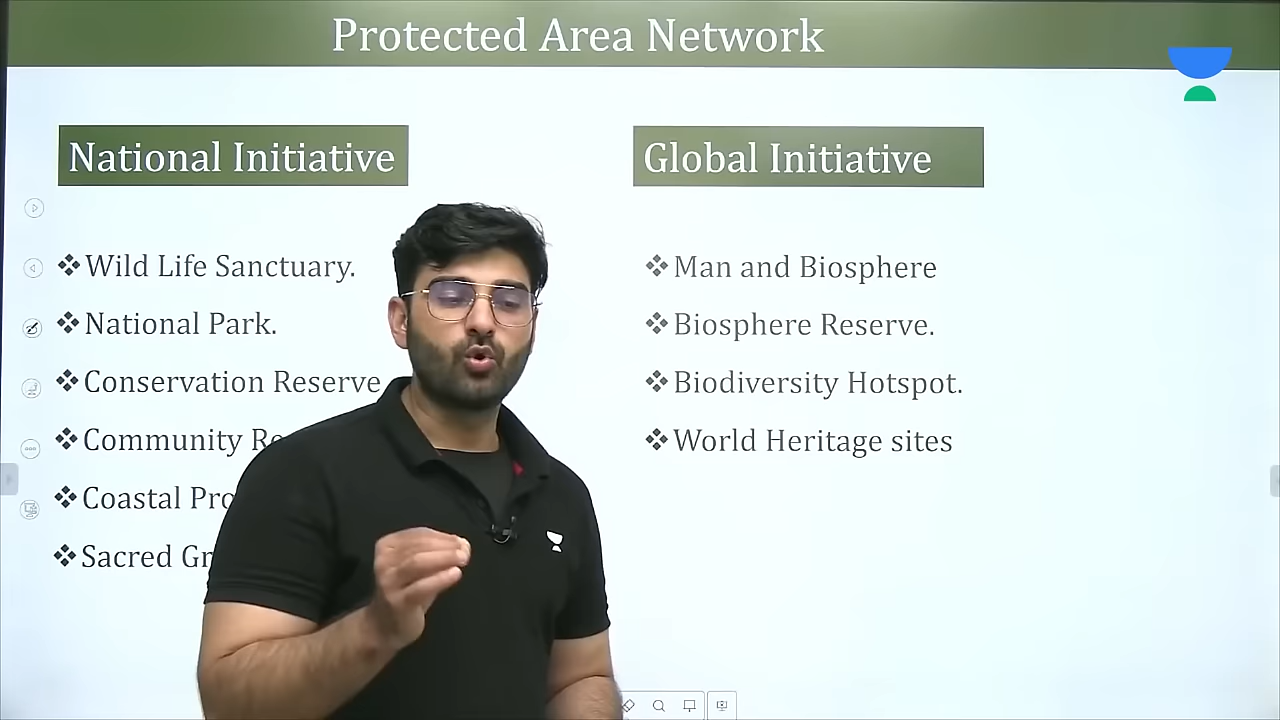 Protected Area Network
National Initiative
Wild Life Sanctuary.
National Park.
Conservation Reserve
Community
Coastal
Sacred
Global Initiative
Man and Biosphere
Biosphere Reserve.
Biodiversity Hotspot.
World Heritage sites